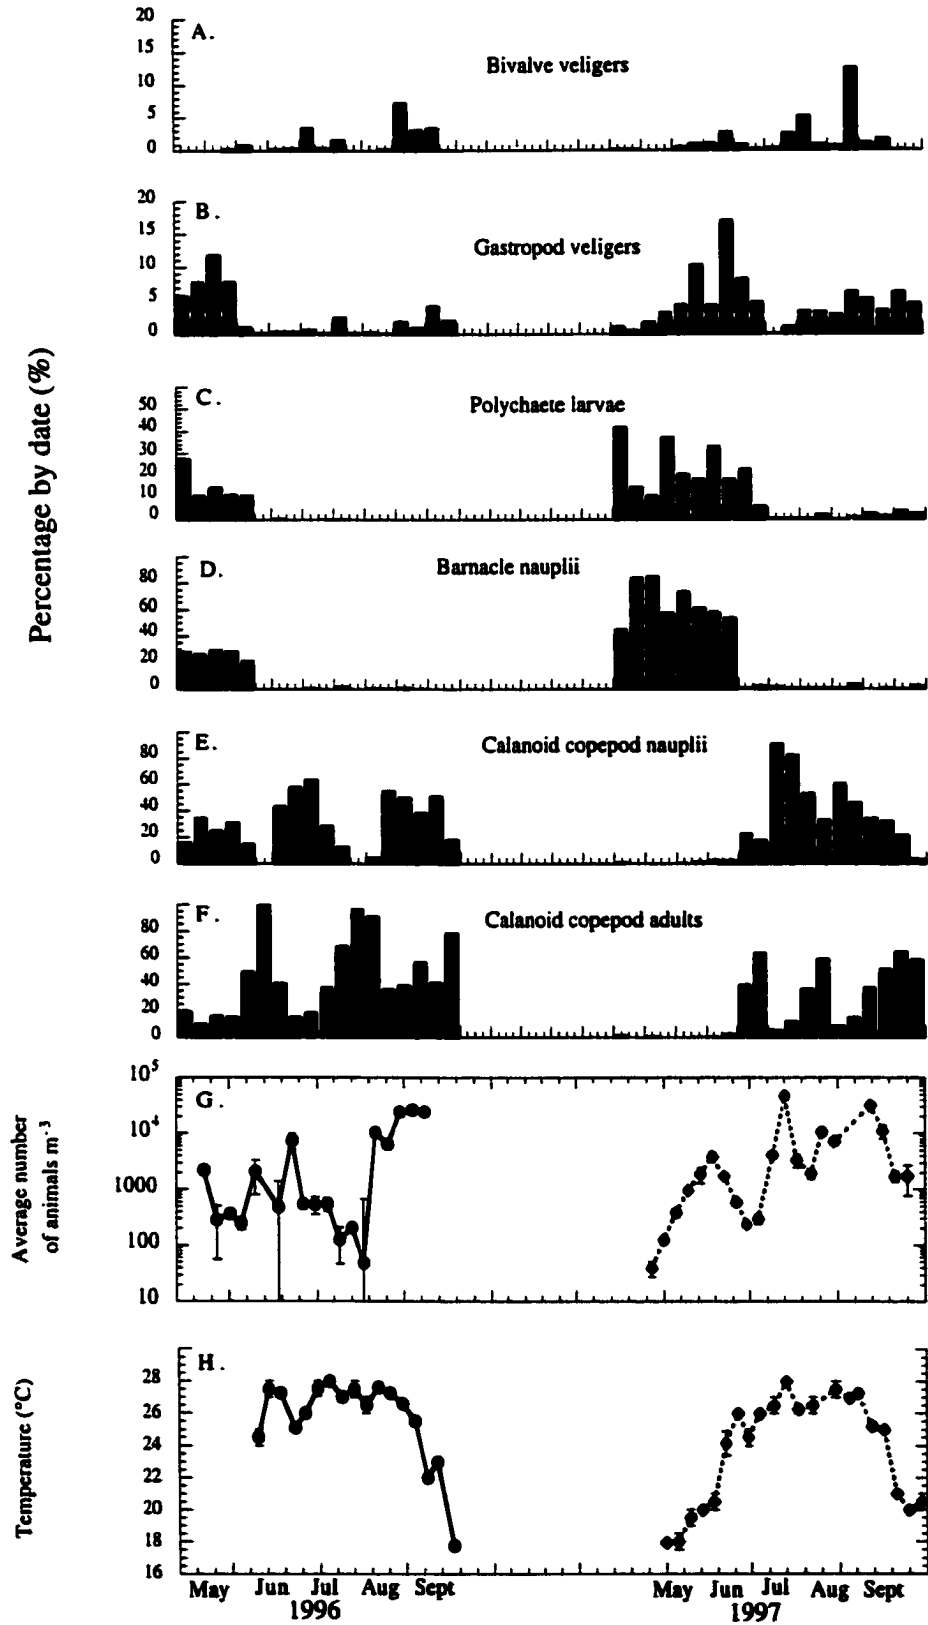 20
A.
15
Bivalve veligers
10
5
0
20
B.
15
Gastropod veligers
10
5
0
C.
50
Polychaete larvae
40
30
20
10
0
D.
Barnacle nauplii
80
60
40
20
0
E.
Calanoid copepod nauplii
80
60
40
20
0
F.
Calanoid copepod adults
80
60
40
20
0
Percentage by date (%)
10⁵
G.
10⁴
1000
100
10
Average number
of animals m⁻³
H.
28
26
24
22
20
18
16
Temperature (°C)
May Jun Jul Aug Sept May Jun Jul Aug Sept
1996 1997